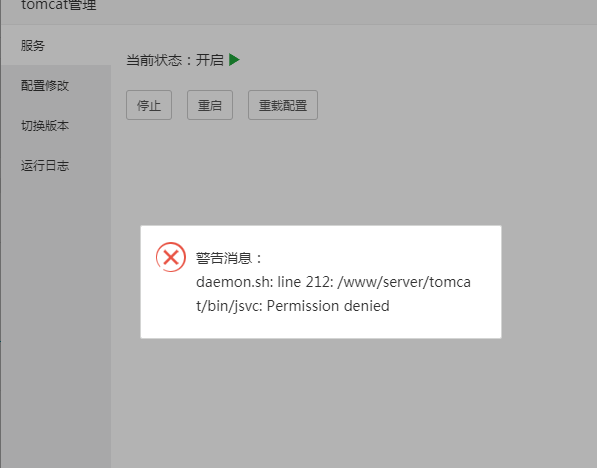 tomcat管理
服务
配置修改
切换版本
运行日志
当前状态：开启
停止 重启 重载配置
警告消息：
daemon.sh: line 212: /www/server/tomca
t/bin/jsvc: Permission denied